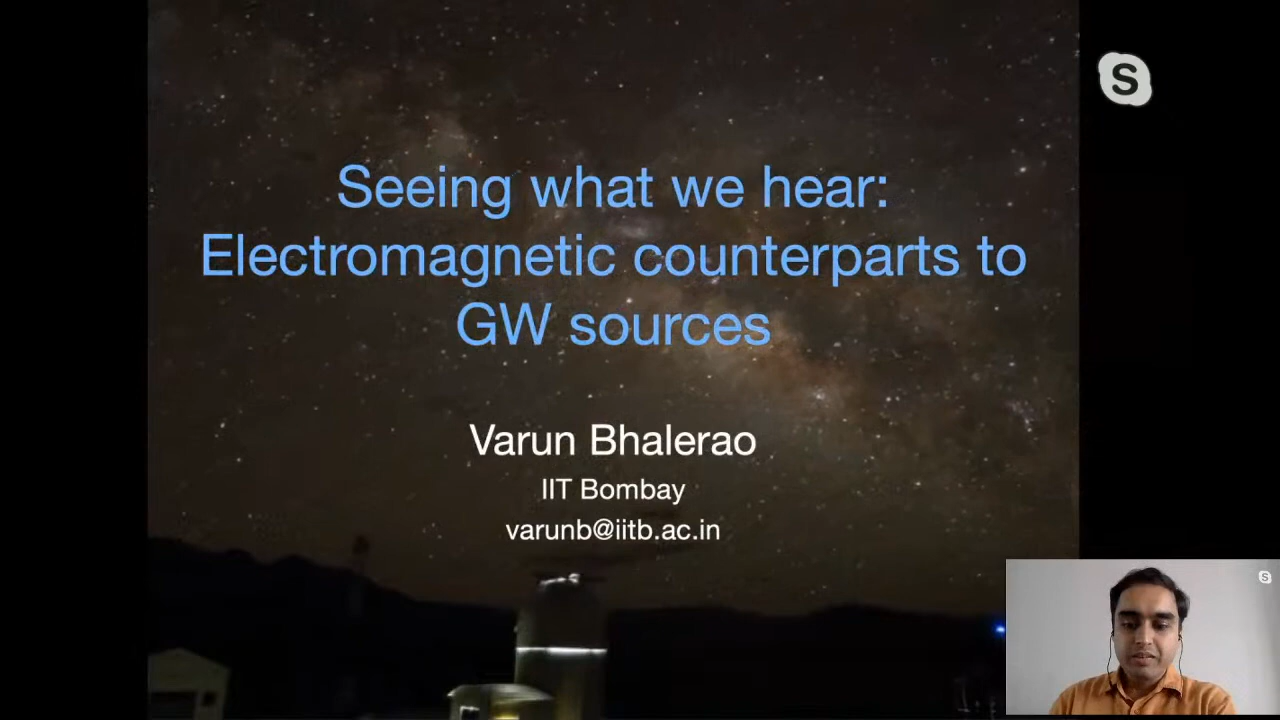 Seeing what we hear:
Electromagnetic counterparts to
GW sources
Varun Bhalerao
IIT Bombay
varunb@iitb.ac.in
S
S